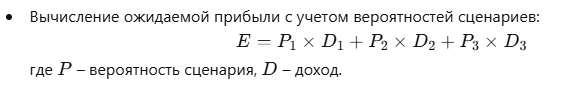 • Вычисление ожидаемой прибыли с учетом вероятностей сценариев:
E = P₁ × D₁ + P₂ × D₂ + P₃ × D₃
где P – вероятность сценария, D – доход.